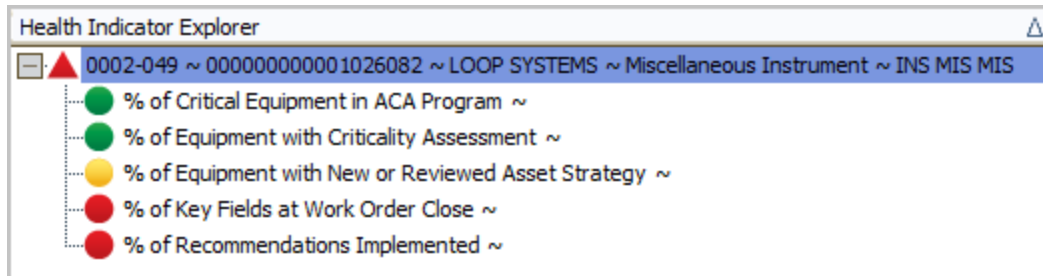 Health Indicator Explorer
0002-049 ~ 000000000001026082 ~ LOOP SYSTEMS ~ Miscellaneous Instrument ~ INS MIS MIS
% of Critical Equipment in ACA Program ~
% of Equipment with Criticality Assessment ~
% of Equipment with New or Reviewed Asset Strategy ~
% of Key Fields at Work Order Close ~
% of Recommendations Implemented ~